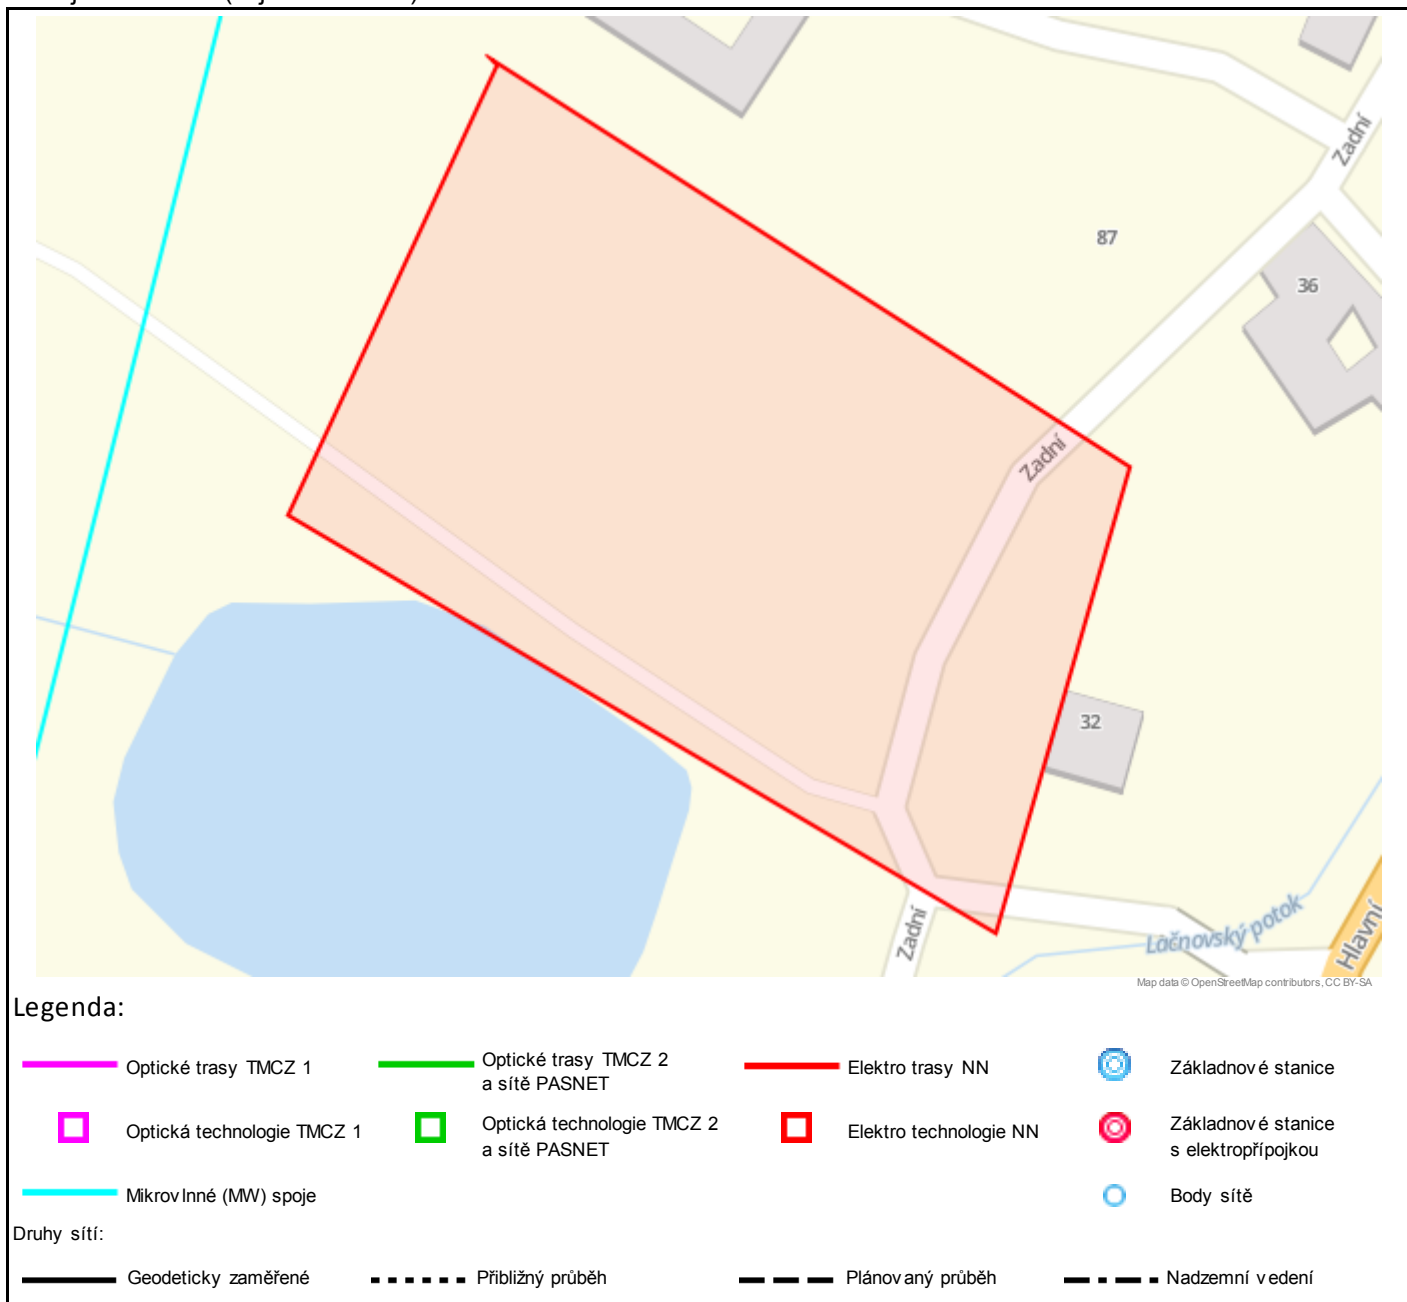 Zadní
87
36
Zadní
32
Zadní
Lačnovský potok
Hlavní
Map data © OpenStreetMap contributors, CC BY-SA
Legenda:
Optické trasy TMCZ 1
Optické trasy TMCZ 2
a sítě PASNET
Elektro trasy NN
Základnové stanice
Optická technologie TMCZ 1
Optická technologie TMCZ 2
a sítě PASNET
Elektro technologie NN
Základnové stanice
s elektropřípojkou
Mikrovlnné (MW) spoje
Body sítě
Druhy sítí:
Geodeticky zaměřené
Přibližný průběh
Plánovaný průběh
Nadzemní vedení